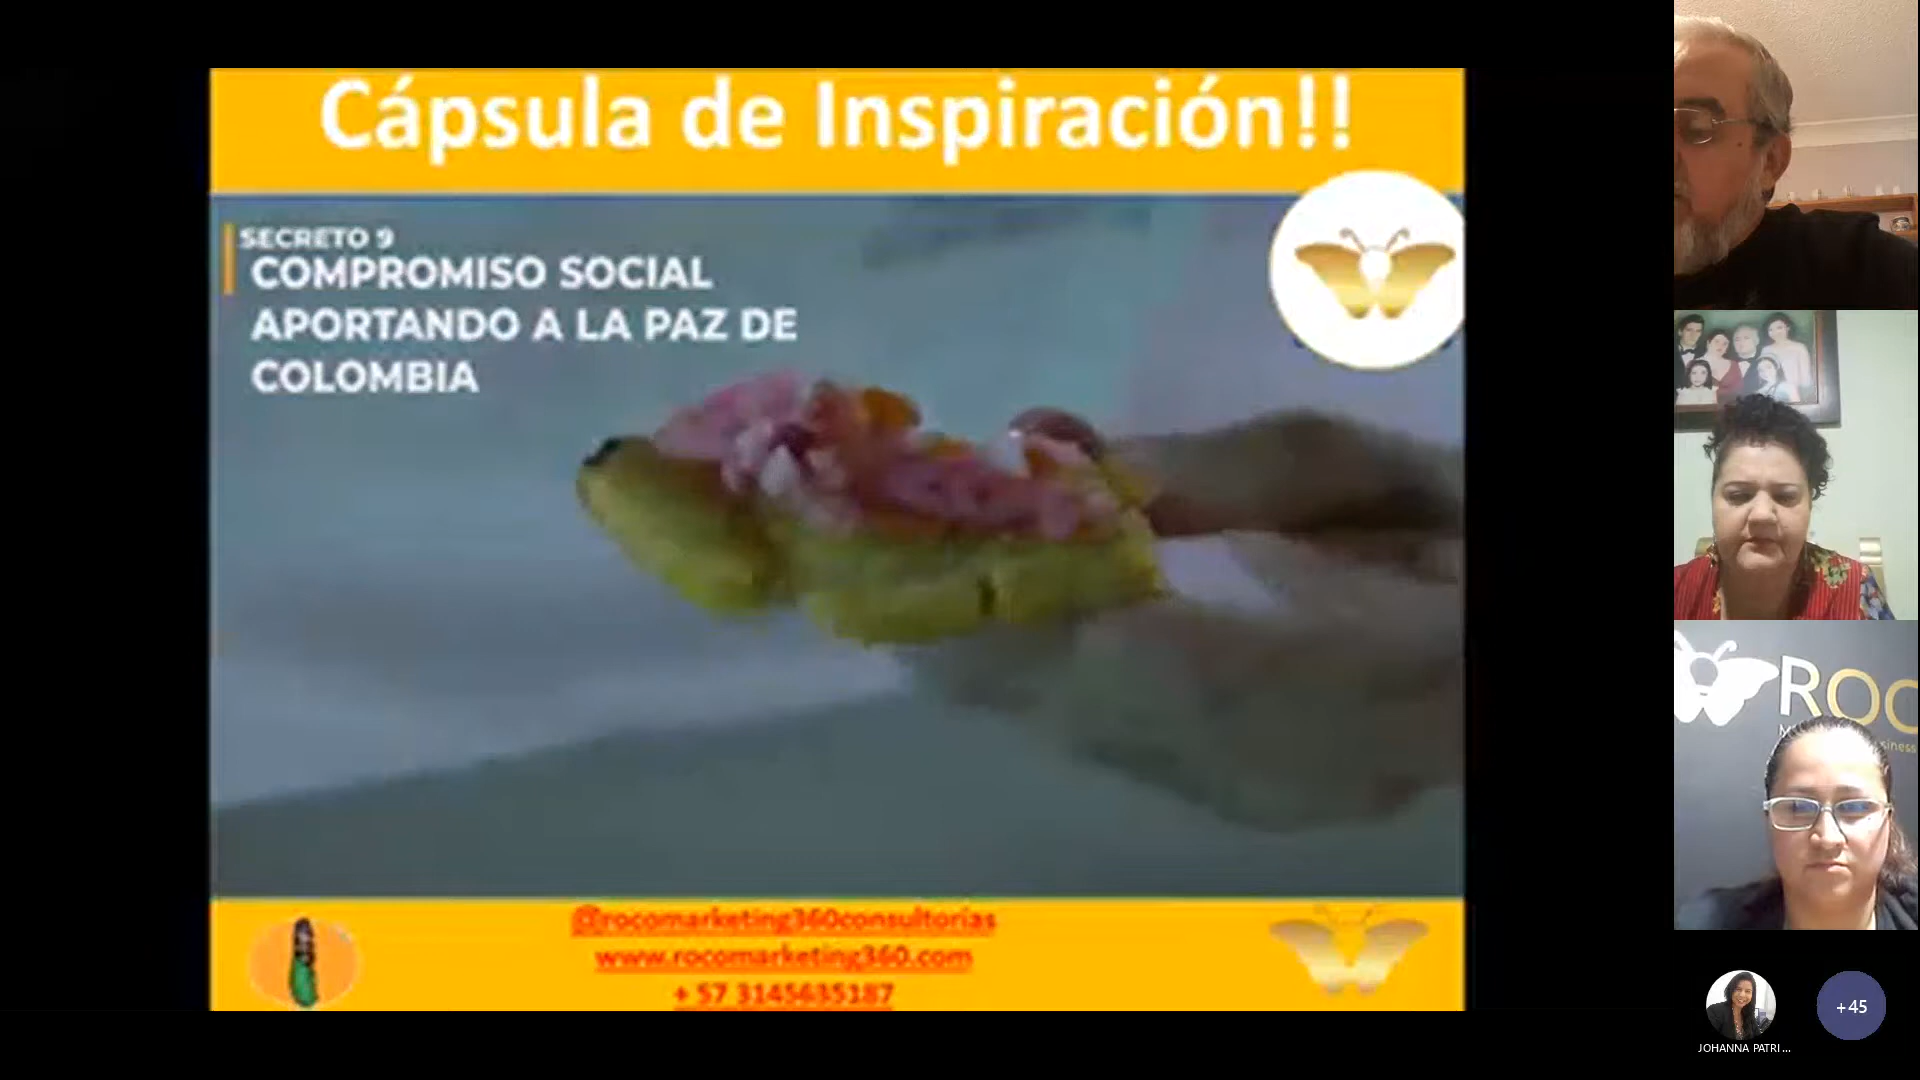 Cápsula de Inspiración!!
SECRETO 9
COMPROMISO SOCIAL
APORTANDO A LA PAZ DE
COLOMBIA
@rocomarketing360consultorias
www.rocomarketing360.com
+ 57 3145635187
ROC
JOHANNA PATRI...
+45